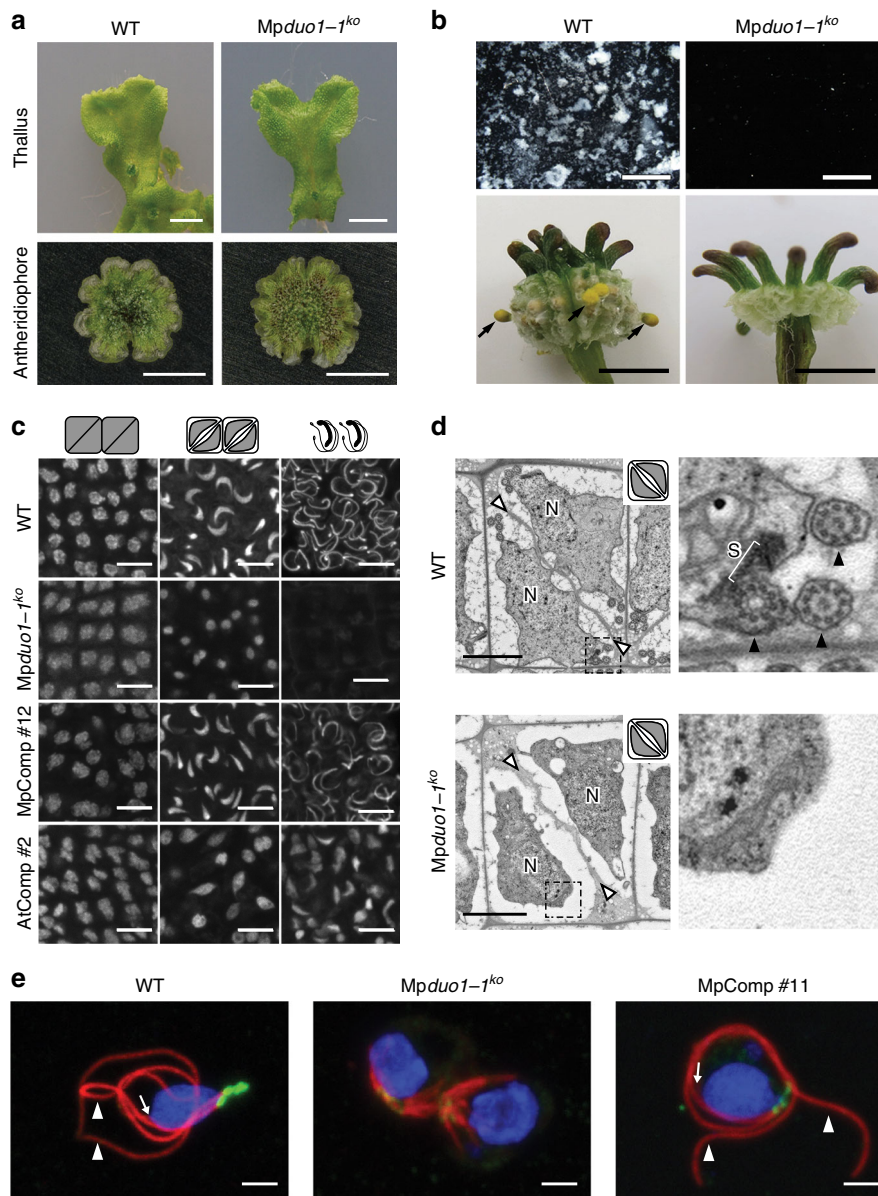 a
WT
Mpduo1–1ko
Thallus
Antheridiophore
b
WT
Mpduo1–1ko
c
WT
Mpduo1–1ko
MpComp #12
AtComp #2
d
WT
N
N
S
Mpduo1–1ko
N
N
e
WT
Mpduo1–1ko
MpComp #11